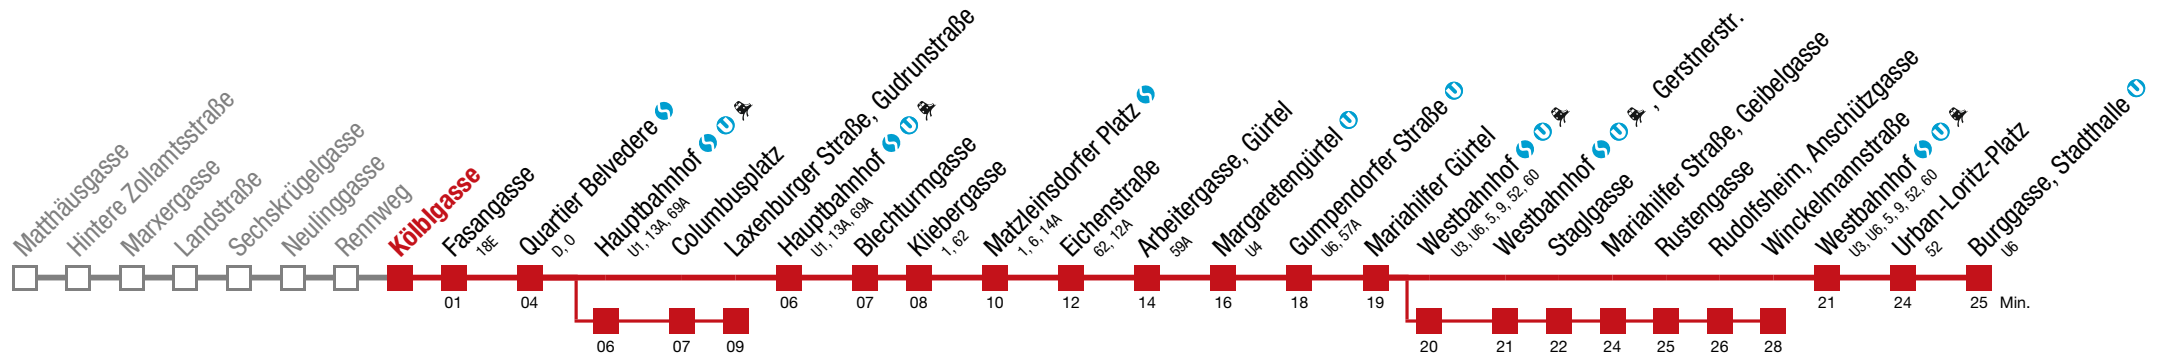 Matthäusgasse
Hintere Zollamtsstraße
Marxergasse
Landstraße
Sechskrügelgasse
Neulinggasse
Rennweg
Kölblgasse
Fasangasse
18E
Quartier Belvedere
D, O
Hauptbahnhof
U1, 13A, 69A
Columbusplatz
Laxenburger Straße, Gudrunstraße
Hauptbahnhof
U1, 13A, 69A
Blechturmgasse
Kliebergasse
1, 62
Matzleinsdorfer Platz
1, 6, 14A
Eichenstraße
62, 12A
Arbeitergasse, Gürtel
59A
Margaretengürtel
U4
Gumpendorfer Straße
U6, 57A
Mariahilfer Gürtel
Westbahnhof
U3, U6, 5, 9, 52, 60
Westbahnhof , Gerstnerstr.
Staglgasse
Mariahilfer Straße, Geibelgasse
Rustengasse
Rudolfsheim, Anschützgasse
Winckelmannstraße
Westbahnhof
U3, U6, 5, 9, 52, 60
Urban-Loritz-Platz
52
Burggasse, Stadthalle
U6
01 04 06 07 08 10 12 14 16 18 19 21 24 25 Min.
06 07 09 20 21 22 24 25 26 28